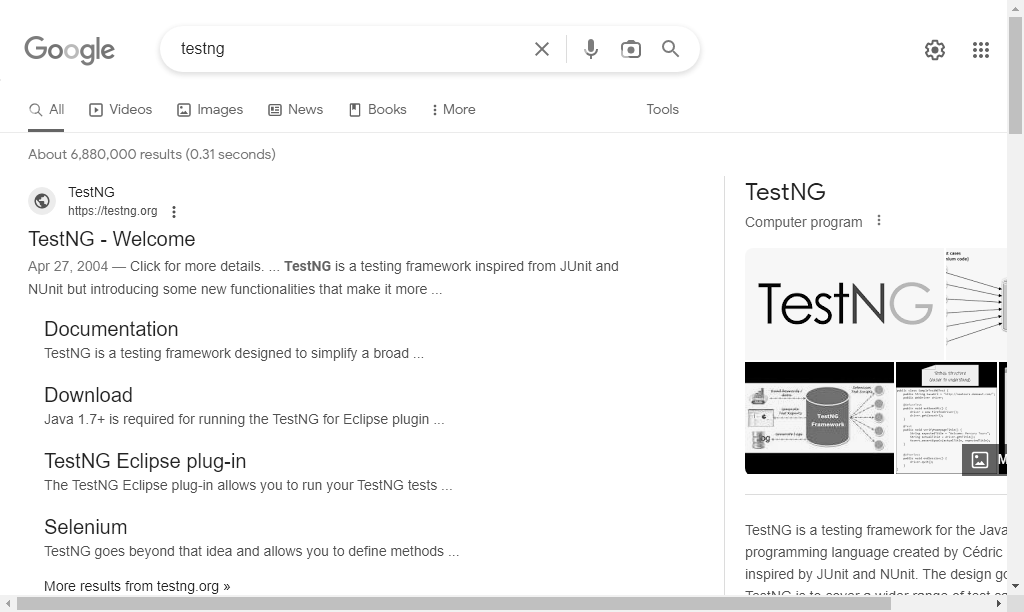 Google
testng
All
Videos
Images
News
Books
More
Tools
About 6,880,000 results (0.31 seconds)
TestNG
https://testng.org
TestNG - Welcome
Apr 27, 2004 — Click for more details. ... TestNG is a testing framework inspired from JUnit and
NUnit but introducing some new functionalities that make it more ...
Documentation
TestNG is a testing framework designed to simplify a broad ...
Download
Java 1.7+ is required for running the TestNG for Eclipse plugin ...
TestNG Eclipse plug-in
The TestNG Eclipse plug-in allows you to run your TestNG tests ...
Selenium
TestNG goes beyond that idea and allows you to define methods ...
More results from testng.org »
TestNG
Computer program
TestNG
TestNG
Framework
M
TestNG is a testing framework for the Java
programming language created by Cédric
inspired by JUnit and NUnit. The design go